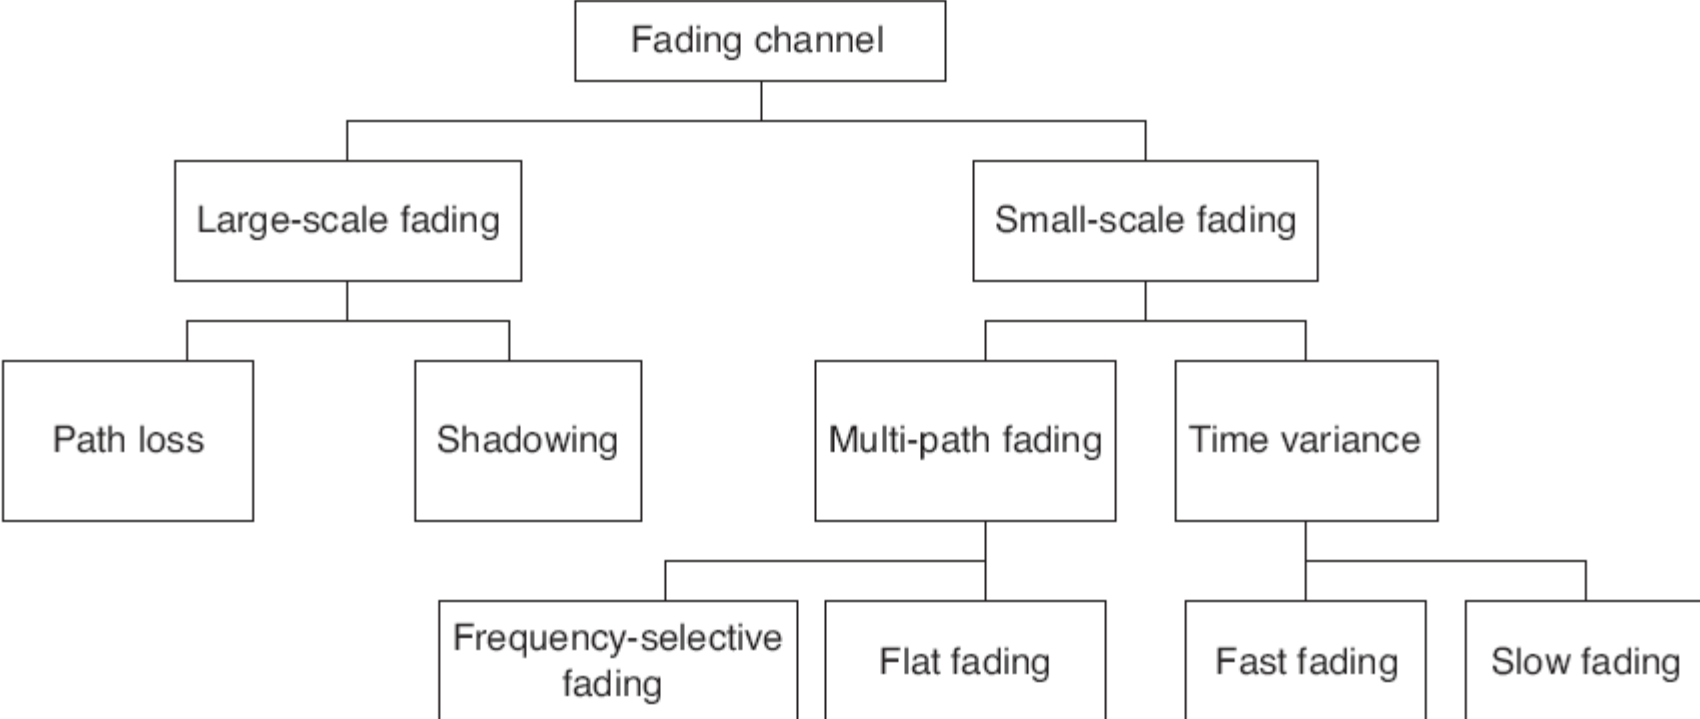 Fading channel
Large-scale fading
Small-scale fading
Path loss
Shadowing
Multi-path fading
Time variance
Frequency-selective
fading
Flat fading
Fast fading
Slow fading